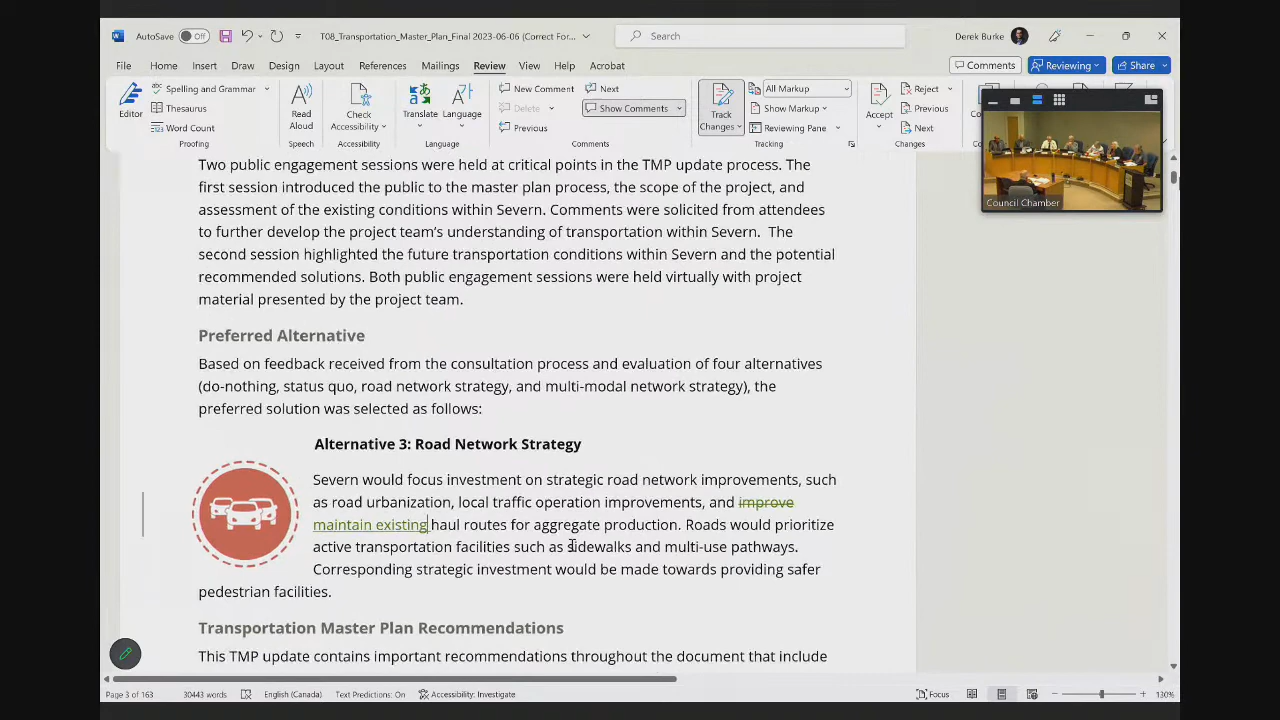 AutoSave Off
T08_Transportation_Master_Plan_Final 2023-06-06 (Correct For...
Search
Derek Burke
File Home Insert Draw Design Layout References Mailings Review View Help Acrobat
Comments Reviewing Share
Editor
Spelling and Grammar
Thesaurus
Word Count
Proofing
Read Aloud
Speech
Check Accessibility
Accessibility
Translate
Language
Language
New Comment
Delete
Previous
Next
Show Comments
Comments
Track Changes
All Markup
Show Markup
Reviewing Pane
Tracking
Accept
Reject
Previous
Next
Changes
Council Chamber
Two public engagement sessions were held at critical points in the TMP update process. The
first session introduced the public to the master plan process, the scope of the project, and
assessment of the existing conditions within Severn. Comments were solicited from attendees
to further develop the project team's understanding of transportation within Severn. The
second session highlighted the future transportation conditions within Severn and the potential
recommended solutions. Both public engagement sessions were held virtually with project
material presented by the project team.
Preferred Alternative
Based on feedback received from the consultation process and evaluation of four alternatives
(do-nothing, status quo, road network strategy, and multi-modal network strategy), the
preferred solution was selected as follows:
Alternative 3: Road Network Strategy
Severn would focus investment on strategic road network improvements, such
as road urbanization, local traffic operation improvements, and improve
maintain existing haul routes for aggregate production. Roads would prioritize
active transportation facilities such as sidewalks and multi-use pathways.
Corresponding strategic investment would be made towards providing safer
pedestrian facilities.
Transportation Master Plan Recommendations
This TMP update contains important recommendations throughout the document that include
Page 3 of 163 30443 words English (Canada) Text Predictions: On Accessibility: Investigate Focus 130%